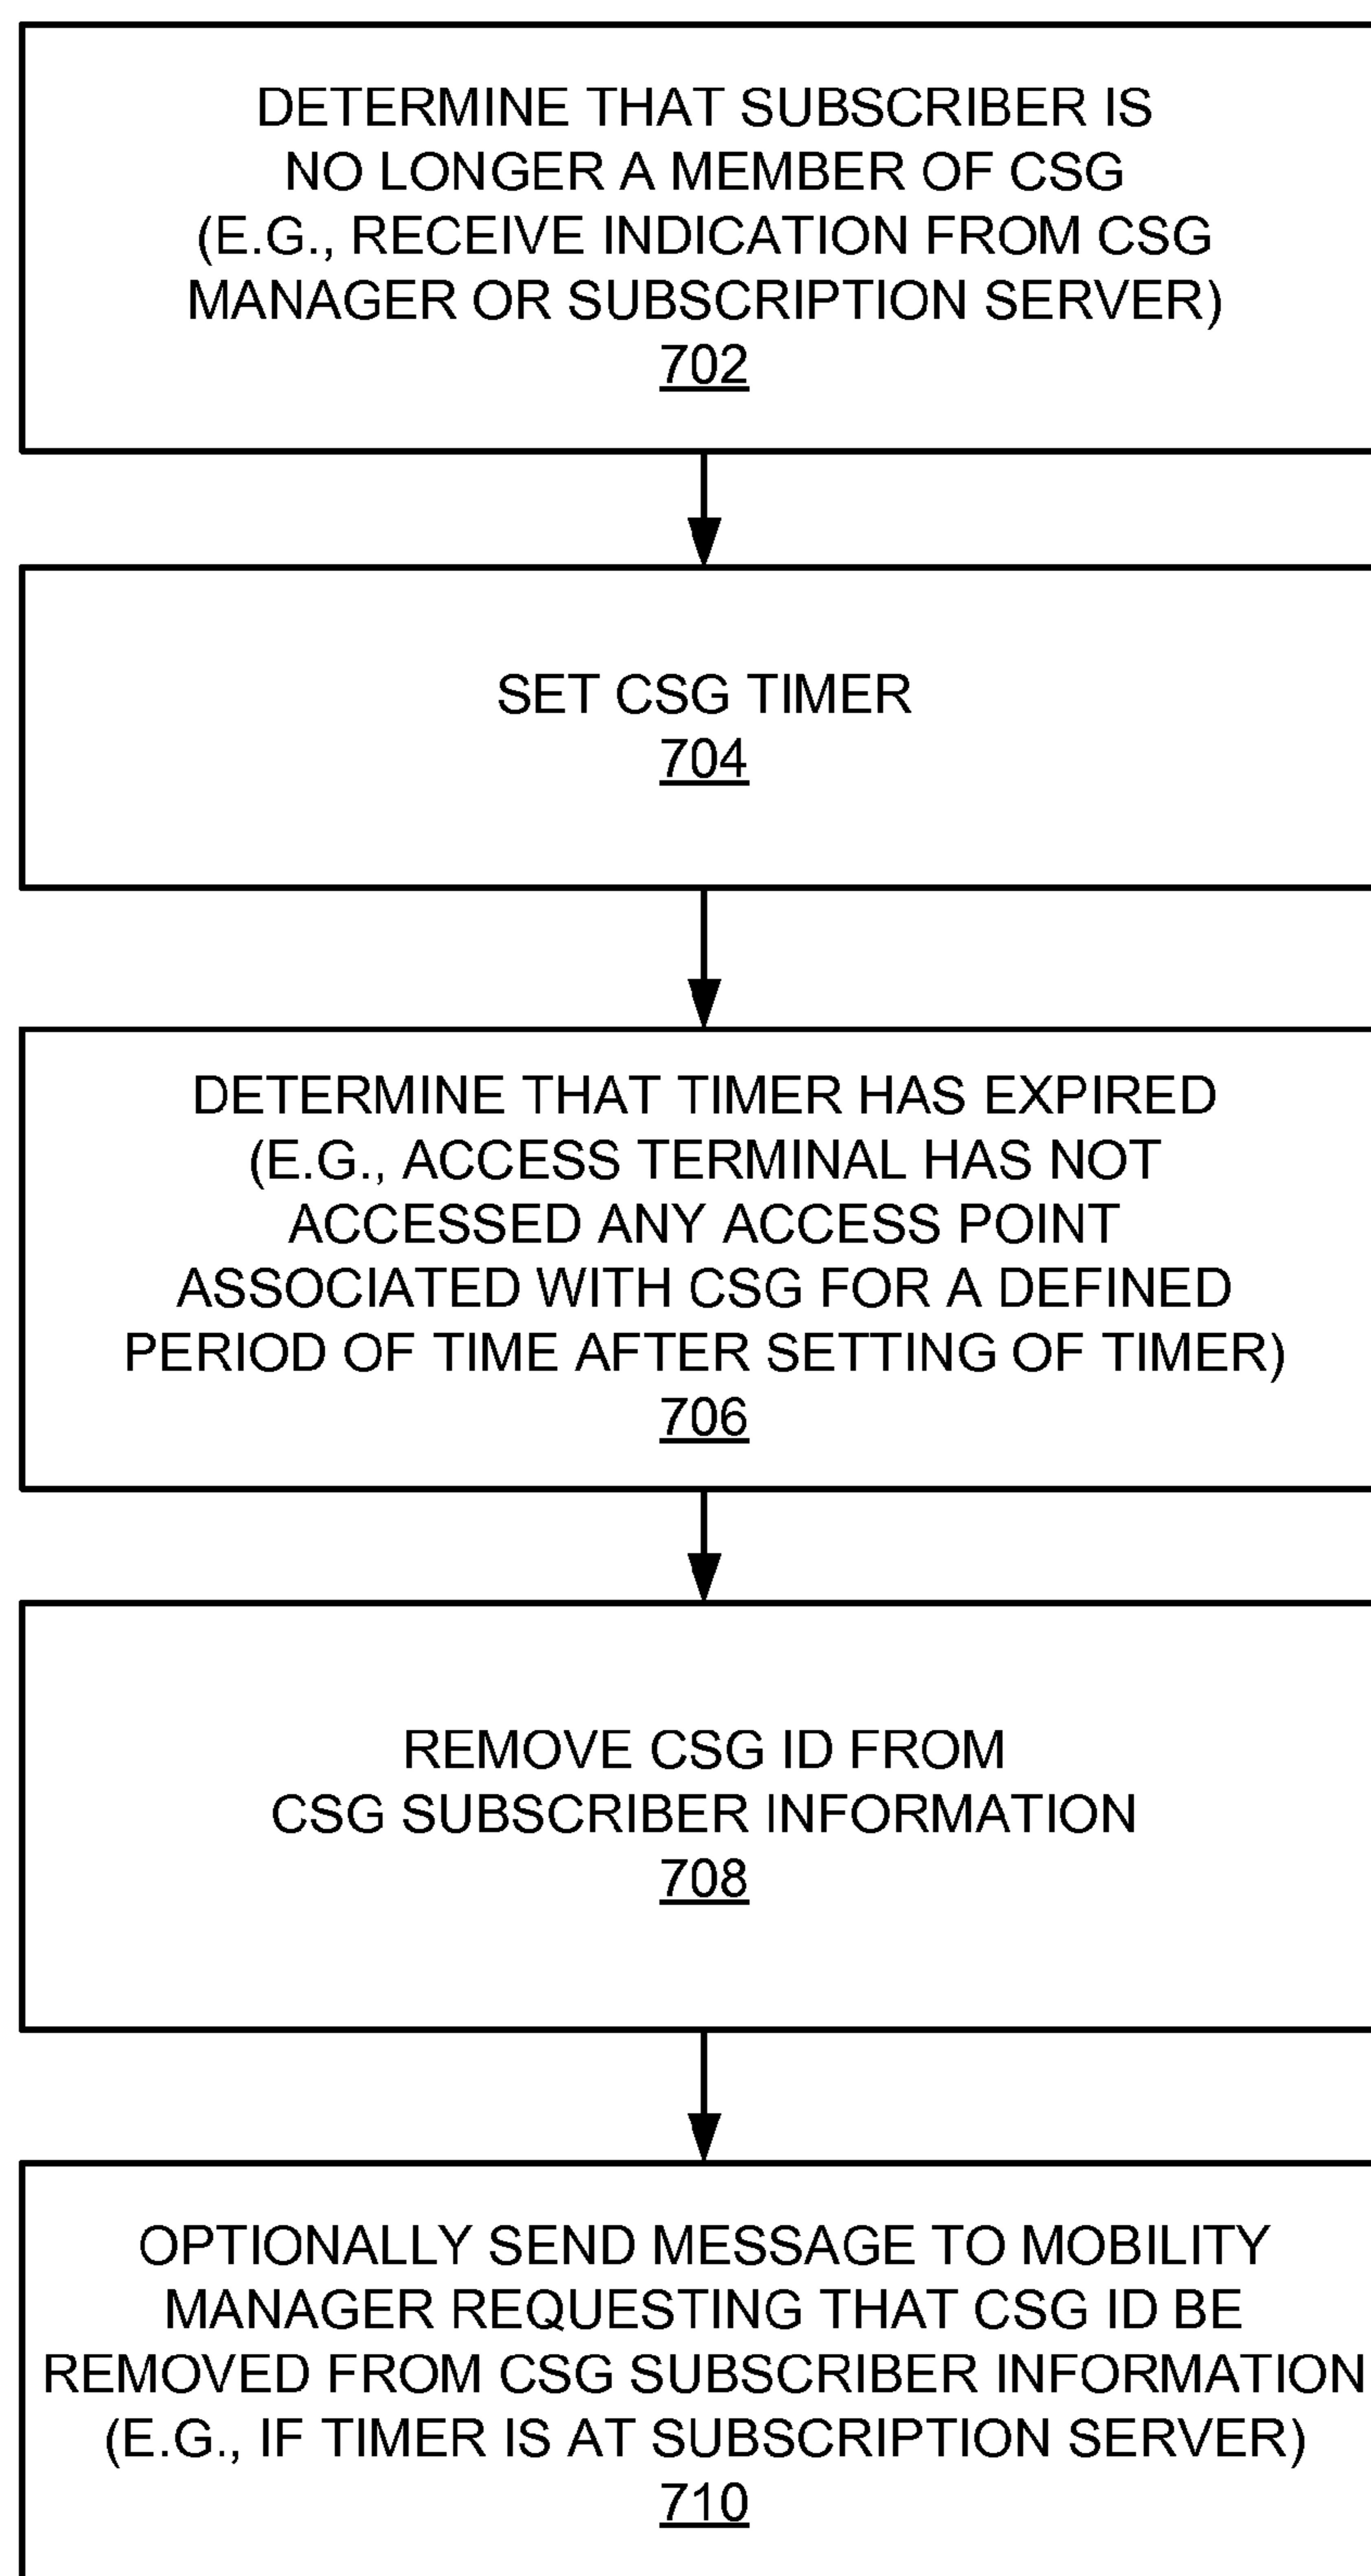 DETERMINE THAT SUBSCRIBER IS
NO LONGER A MEMBER OF CSG
(E.G., RECEIVE INDICATION FROM CSG
MANAGER OR SUBSCRIPTION SERVER)
702
SET CSG TIMER
704
DETERMINE THAT TIMER HAS EXPIRED
(E.G., ACCESS TERMINAL HAS NOT
ACCESSED ANY ACCESS POINT
ASSOCIATED WITH CSG FOR A DEFINED
PERIOD OF TIME AFTER SETTING OF TIMER)
706
REMOVE CSG ID FROM
CSG SUBSCRIBER INFORMATION
708
OPTIONALLY SEND MESSAGE TO MOBILITY
MANAGER REQUESTING THAT CSG ID BE
REMOVED FROM CSG SUBSCRIBER INFORMATION
(E.G., IF TIMER IS AT SUBSCRIPTION SERVER)
710